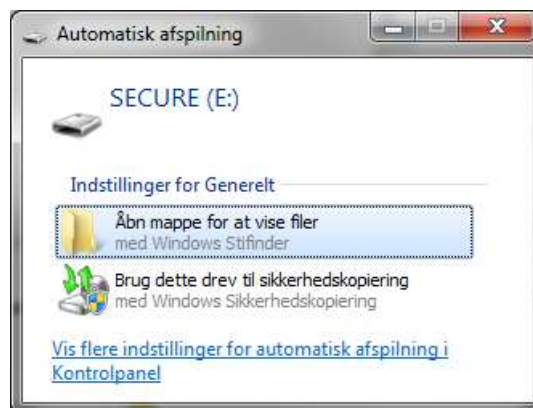 Automatisk afspilning
SECURE (E:)
Indstillinger for Generelt
Åbn mappe for at vise filer
med Windows Stifinder
Brug dette drev til sikkerhedskopiering
med Windows Sikkerhedskopiering
Vis flere indstillinger for automatisk afspilning i
Kontrolpanel